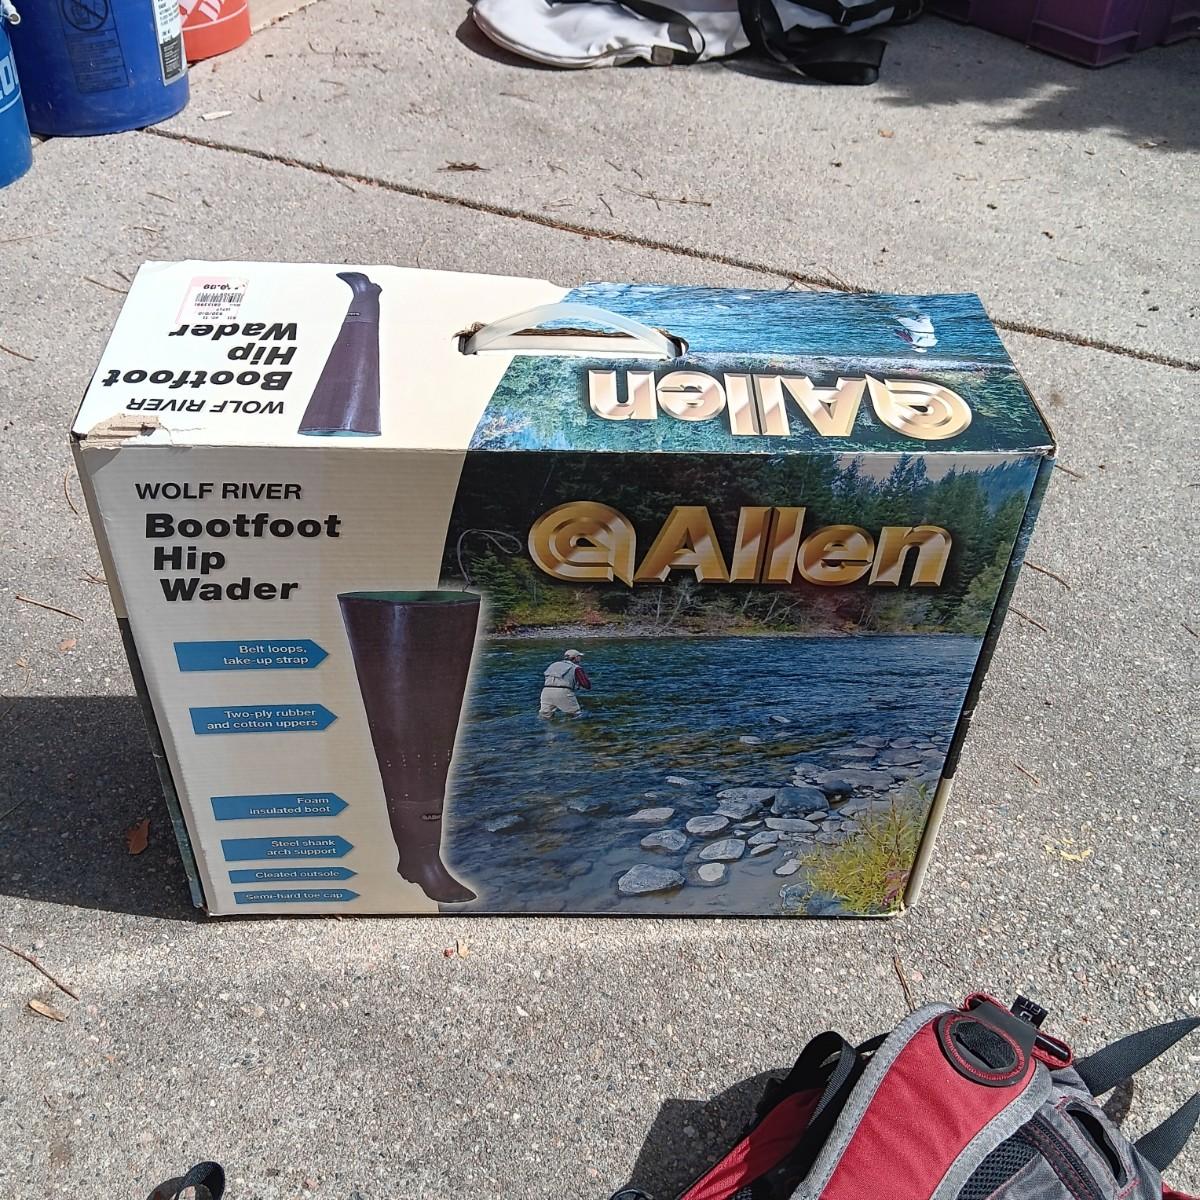 WOLF RIVER
Bootfoot
Hip
Wader
Allen
WOLF RIVER
Bootfoot
Hip
Wader
Allen
Belt loops,
take-up strap
Two-ply rubber
and cotton uppers
Foam
insulated boot
Steel shank
arch support
Cleated outsole
Semi-hard toe cap